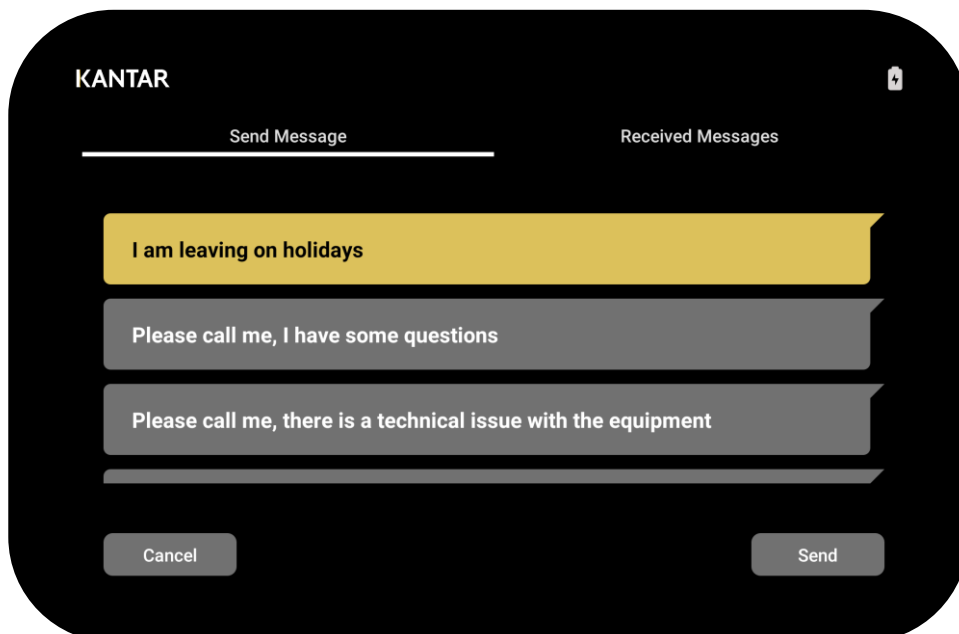 KANTAR
Send Message
Received Messages
I am leaving on holidays
Please call me, I have some questions
Please call me, there is a technical issue with the equipment
Cancel
Send